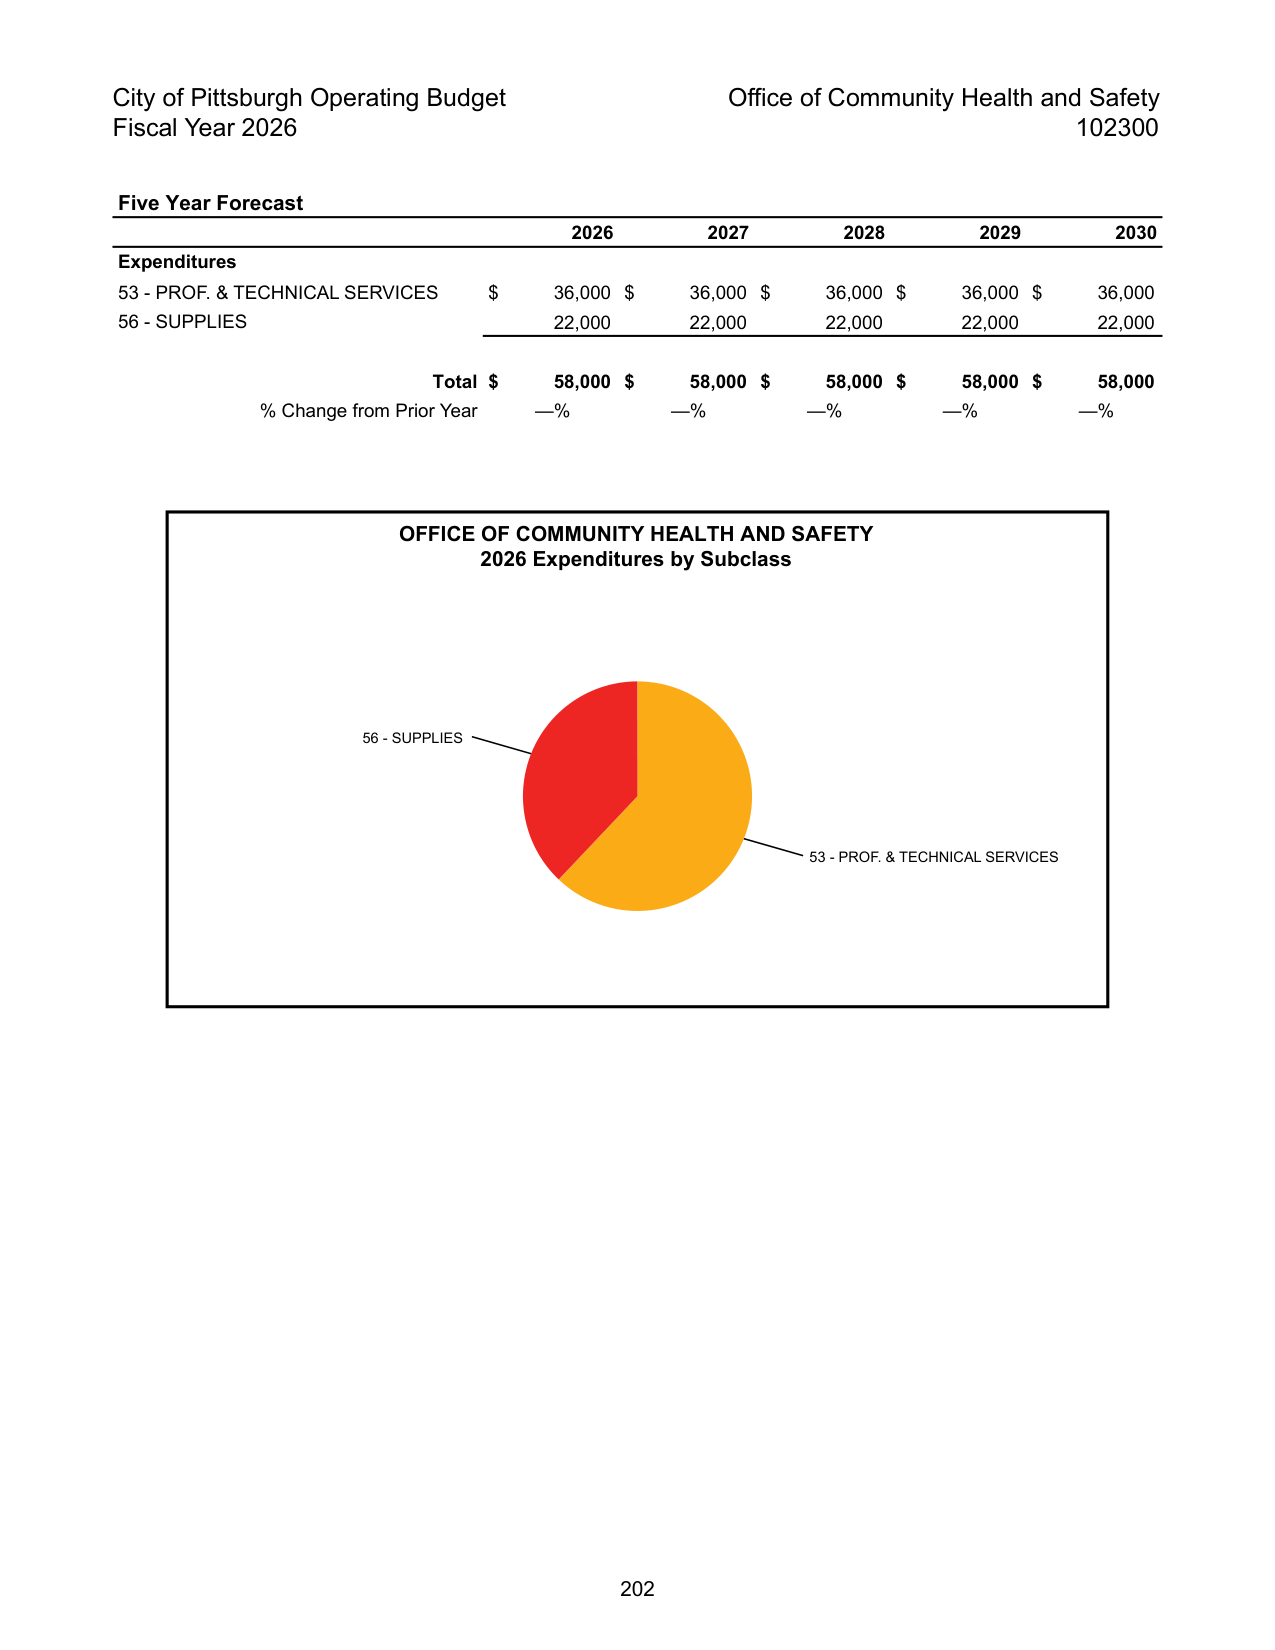 City of Pittsburgh Operating Budget Office of Community Health and Safety
Fiscal Year 2026 102300
Five Year Forecast
2026 2027 2028 2029 2030
Expenditures
53 - PROF. & TECHNICAL SERVICES $ 36,000 $ 36,000 $ 36,000 $ 36,000 $ 36,000
56 - SUPPLIES 22,000 22,000 22,000 22,000 22,000
Total $ 58,000 $ 58,000 $ 58,000 $ 58,000 $ 58,000
% Change from Prior Year —% —% —% —% —%
OFFICE OF COMMUNITY HEALTH AND SAFETY
2026 Expenditures by Subclass
56 - SUPPLIES
53 - PROF. & TECHNICAL SERVICES
202